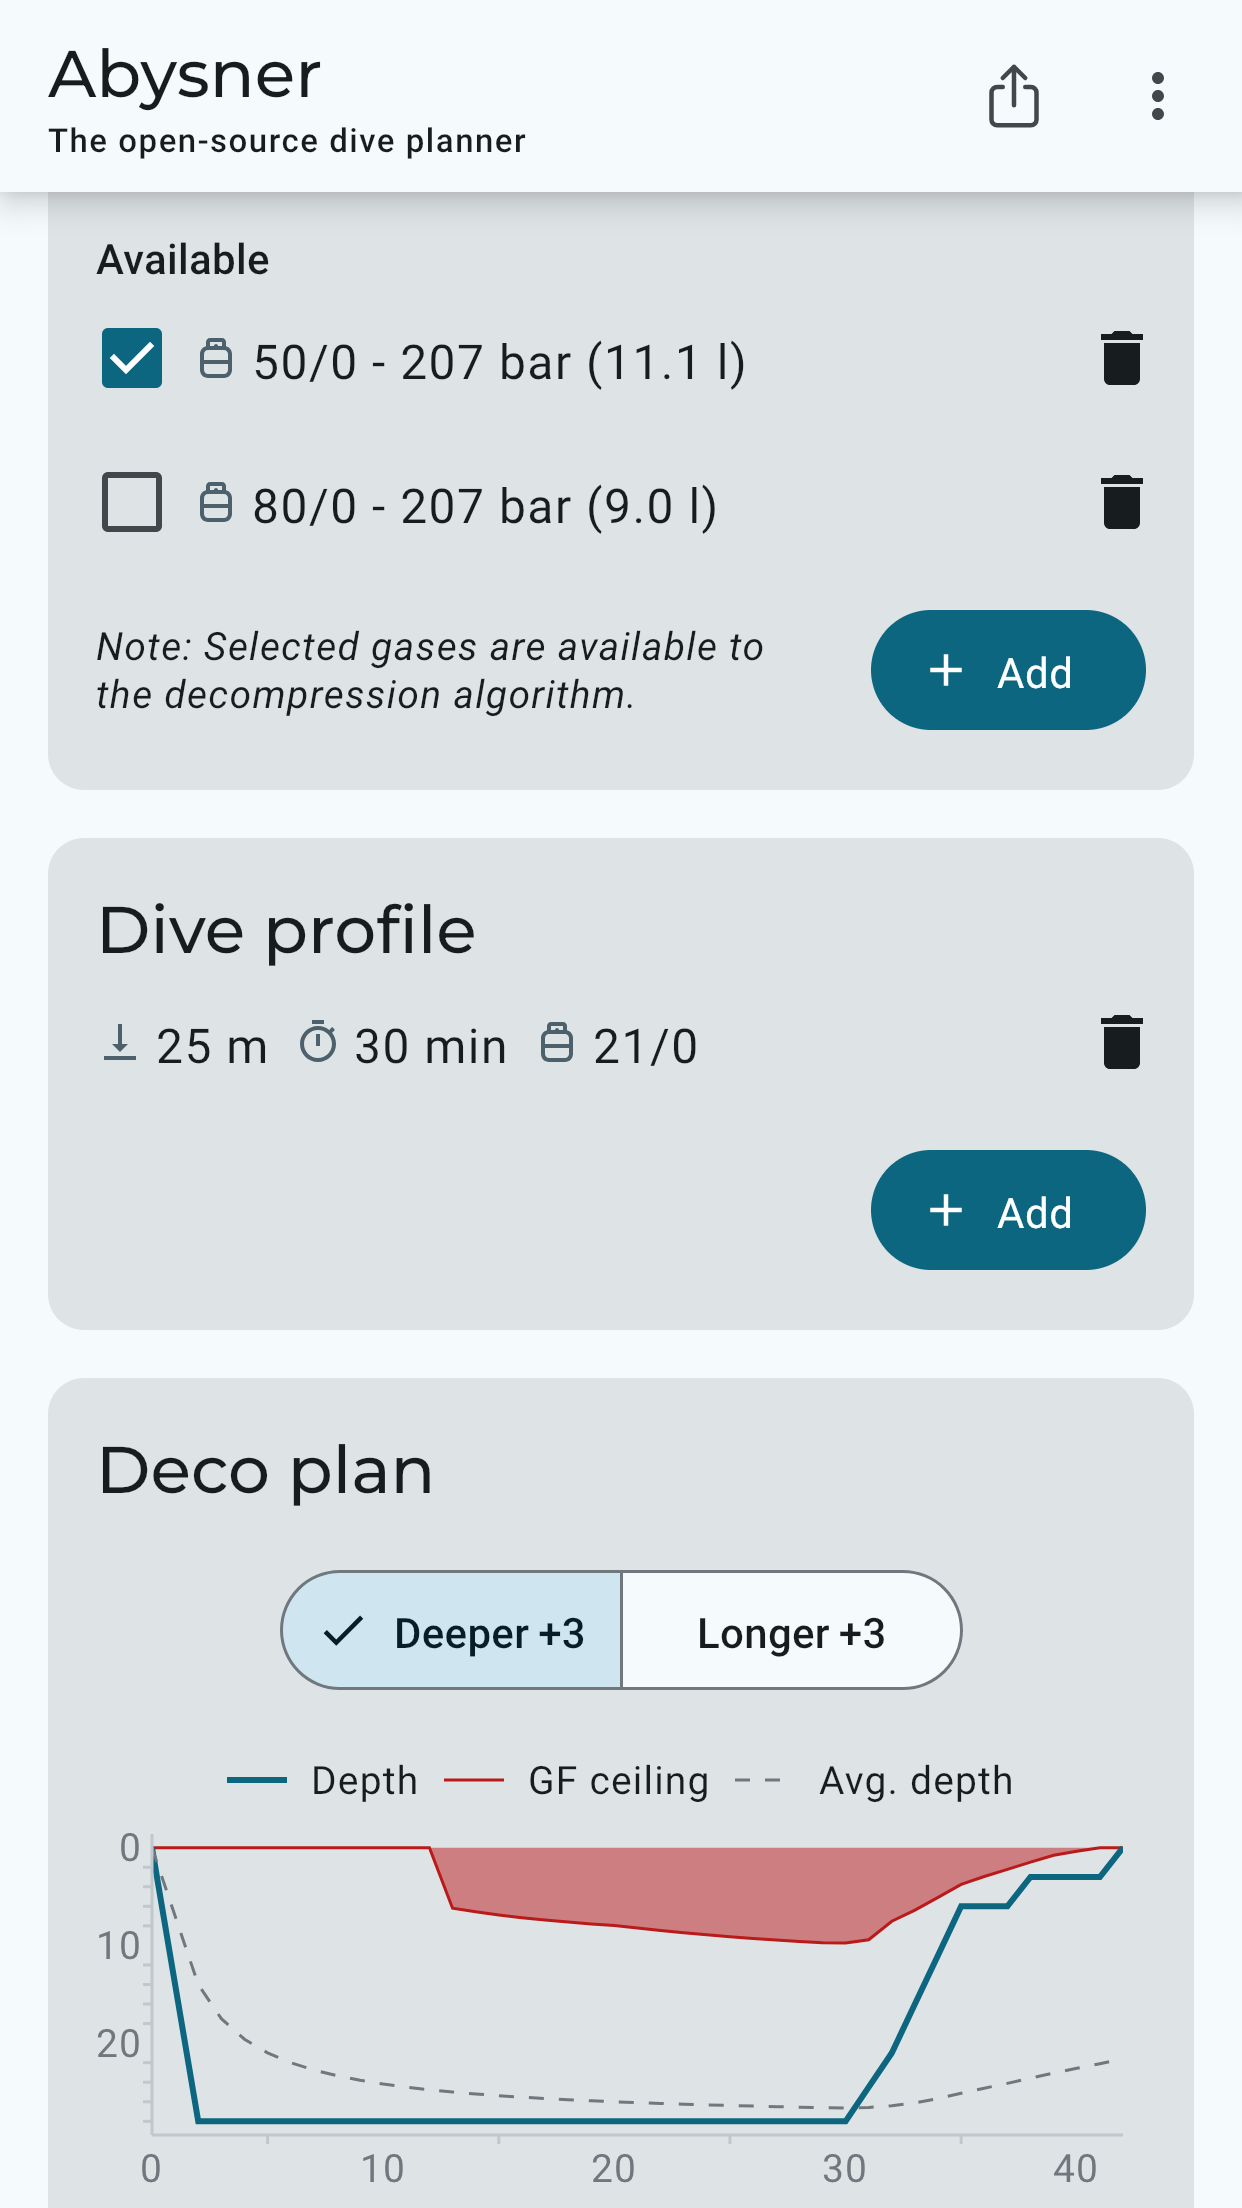 Abysner
The open-source dive planner
Available
50/0 - 207 bar (11.1 l)
80/0 - 207 bar (9.0 l)
Note: Selected gases are available to
the decompression algorithm.
+ Add
Dive profile
25 m 30 min 21/0
+ Add
Deco plan
Deeper +3 Longer +3
Depth GF ceiling Avg. depth
0
10
20
0 10 20 30 40